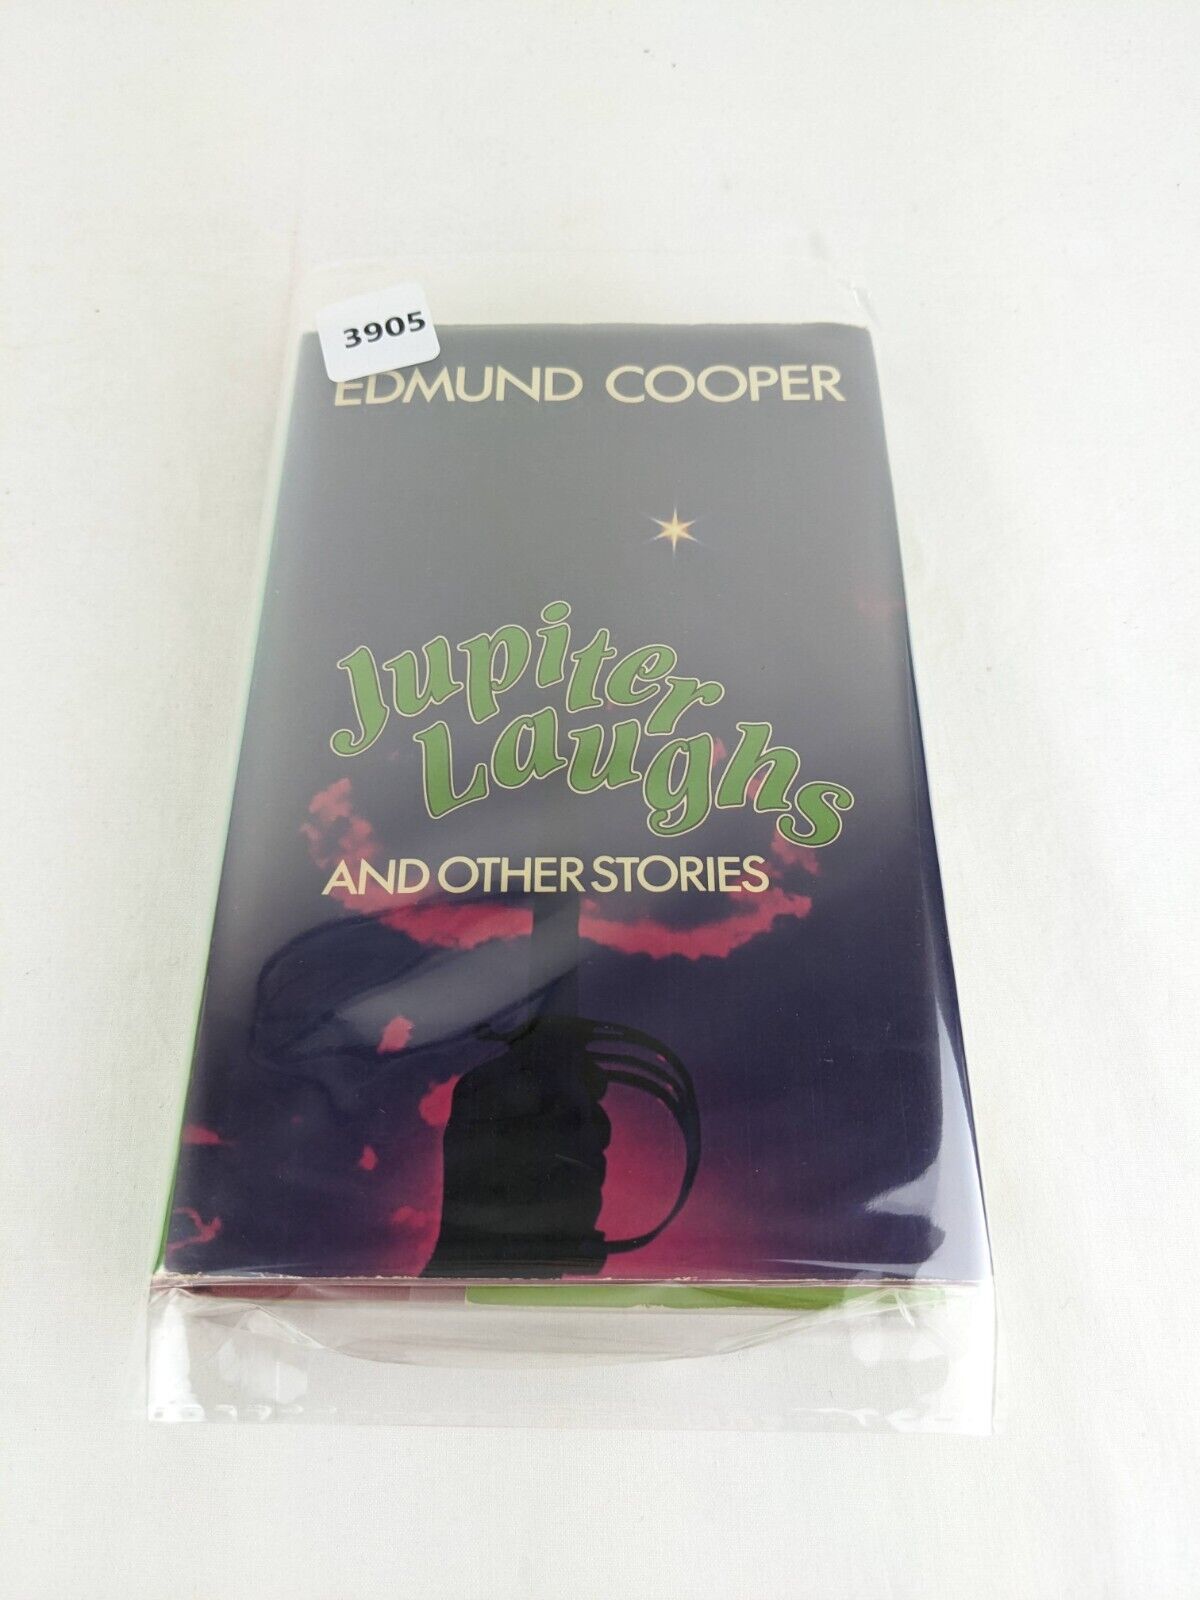 3905
EDMUND COOPER
Jupiter
Laughs
AND OTHER STORIES